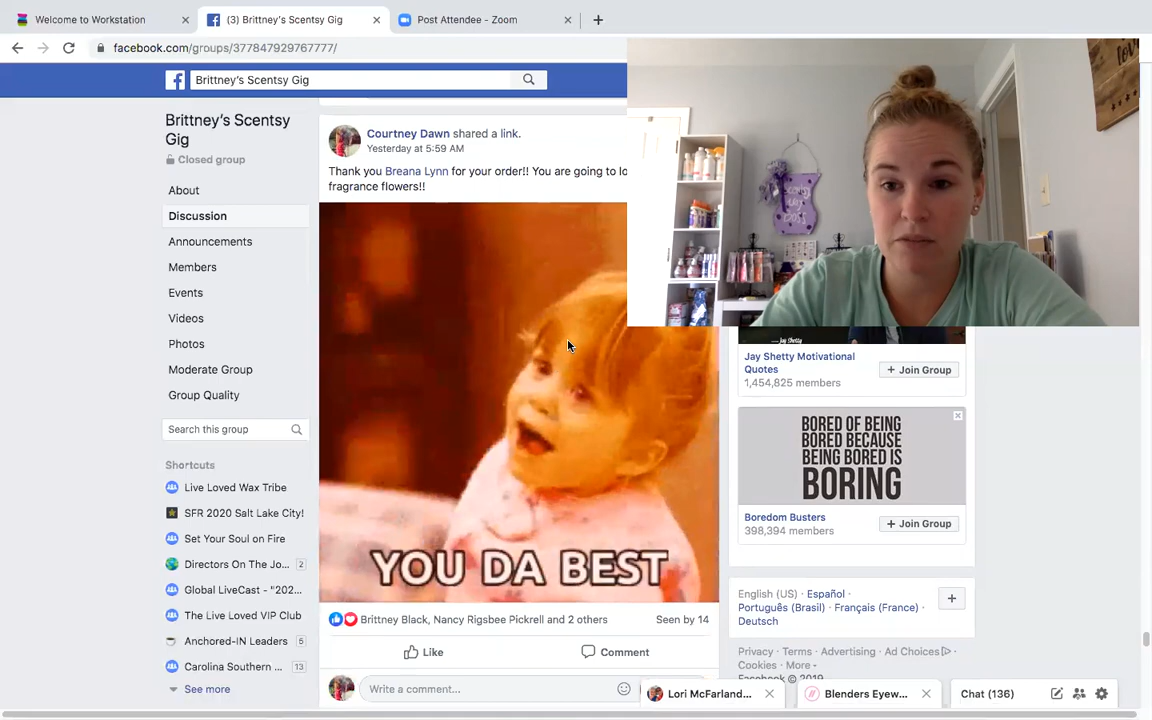 Welcome to Workstation
(3) Brittney's Scentsy Gig
Post Attendee - Zoom
facebook.com/groups/377847929767777/
Brittney's Scentsy Gig
Brittney's Scentsy
Gig
Closed group
About
Discussion
Announcements
Members
Events
Videos
Photos
Moderate Group
Group Quality
Search this group
Shortcuts
Live Loved Wax Tribe
SFR 2020 Salt Lake City!
Set Your Soul on Fire
Directors On The Jo... 2
Global LiveCast - "202...
The Live Loved VIP Club
Anchored-IN Leaders 5
Carolina Southern ... 13
See more
Courtney Dawn shared a link.
Yesterday at 5:59 AM
Thank you Breana Lynn for your order!! You are going to lo
fragrance flowers!!
YOU DA BEST
Brittney Black, Nancy Rigsbee Pickrell and 2 others
Seen by 14
Like
Comment
Write a comment...
Jay Shetty
Jay Shetty Motivational
Quotes
1,454,825 members
+ Join Group
BORED OF BEING
BORED BECAUSE
BEING BORED IS
BORING
Boredom Busters
398,394 members
+ Join Group
English (US) · Español ·
Português (Brasil) · Français (France) ·
Deutsch
Privacy · Terms · Advertising · Ad Choices ·
Cookies · More
Facebook © 2019
Lori McFarland...
Blenders Eyew...
Chat (136)